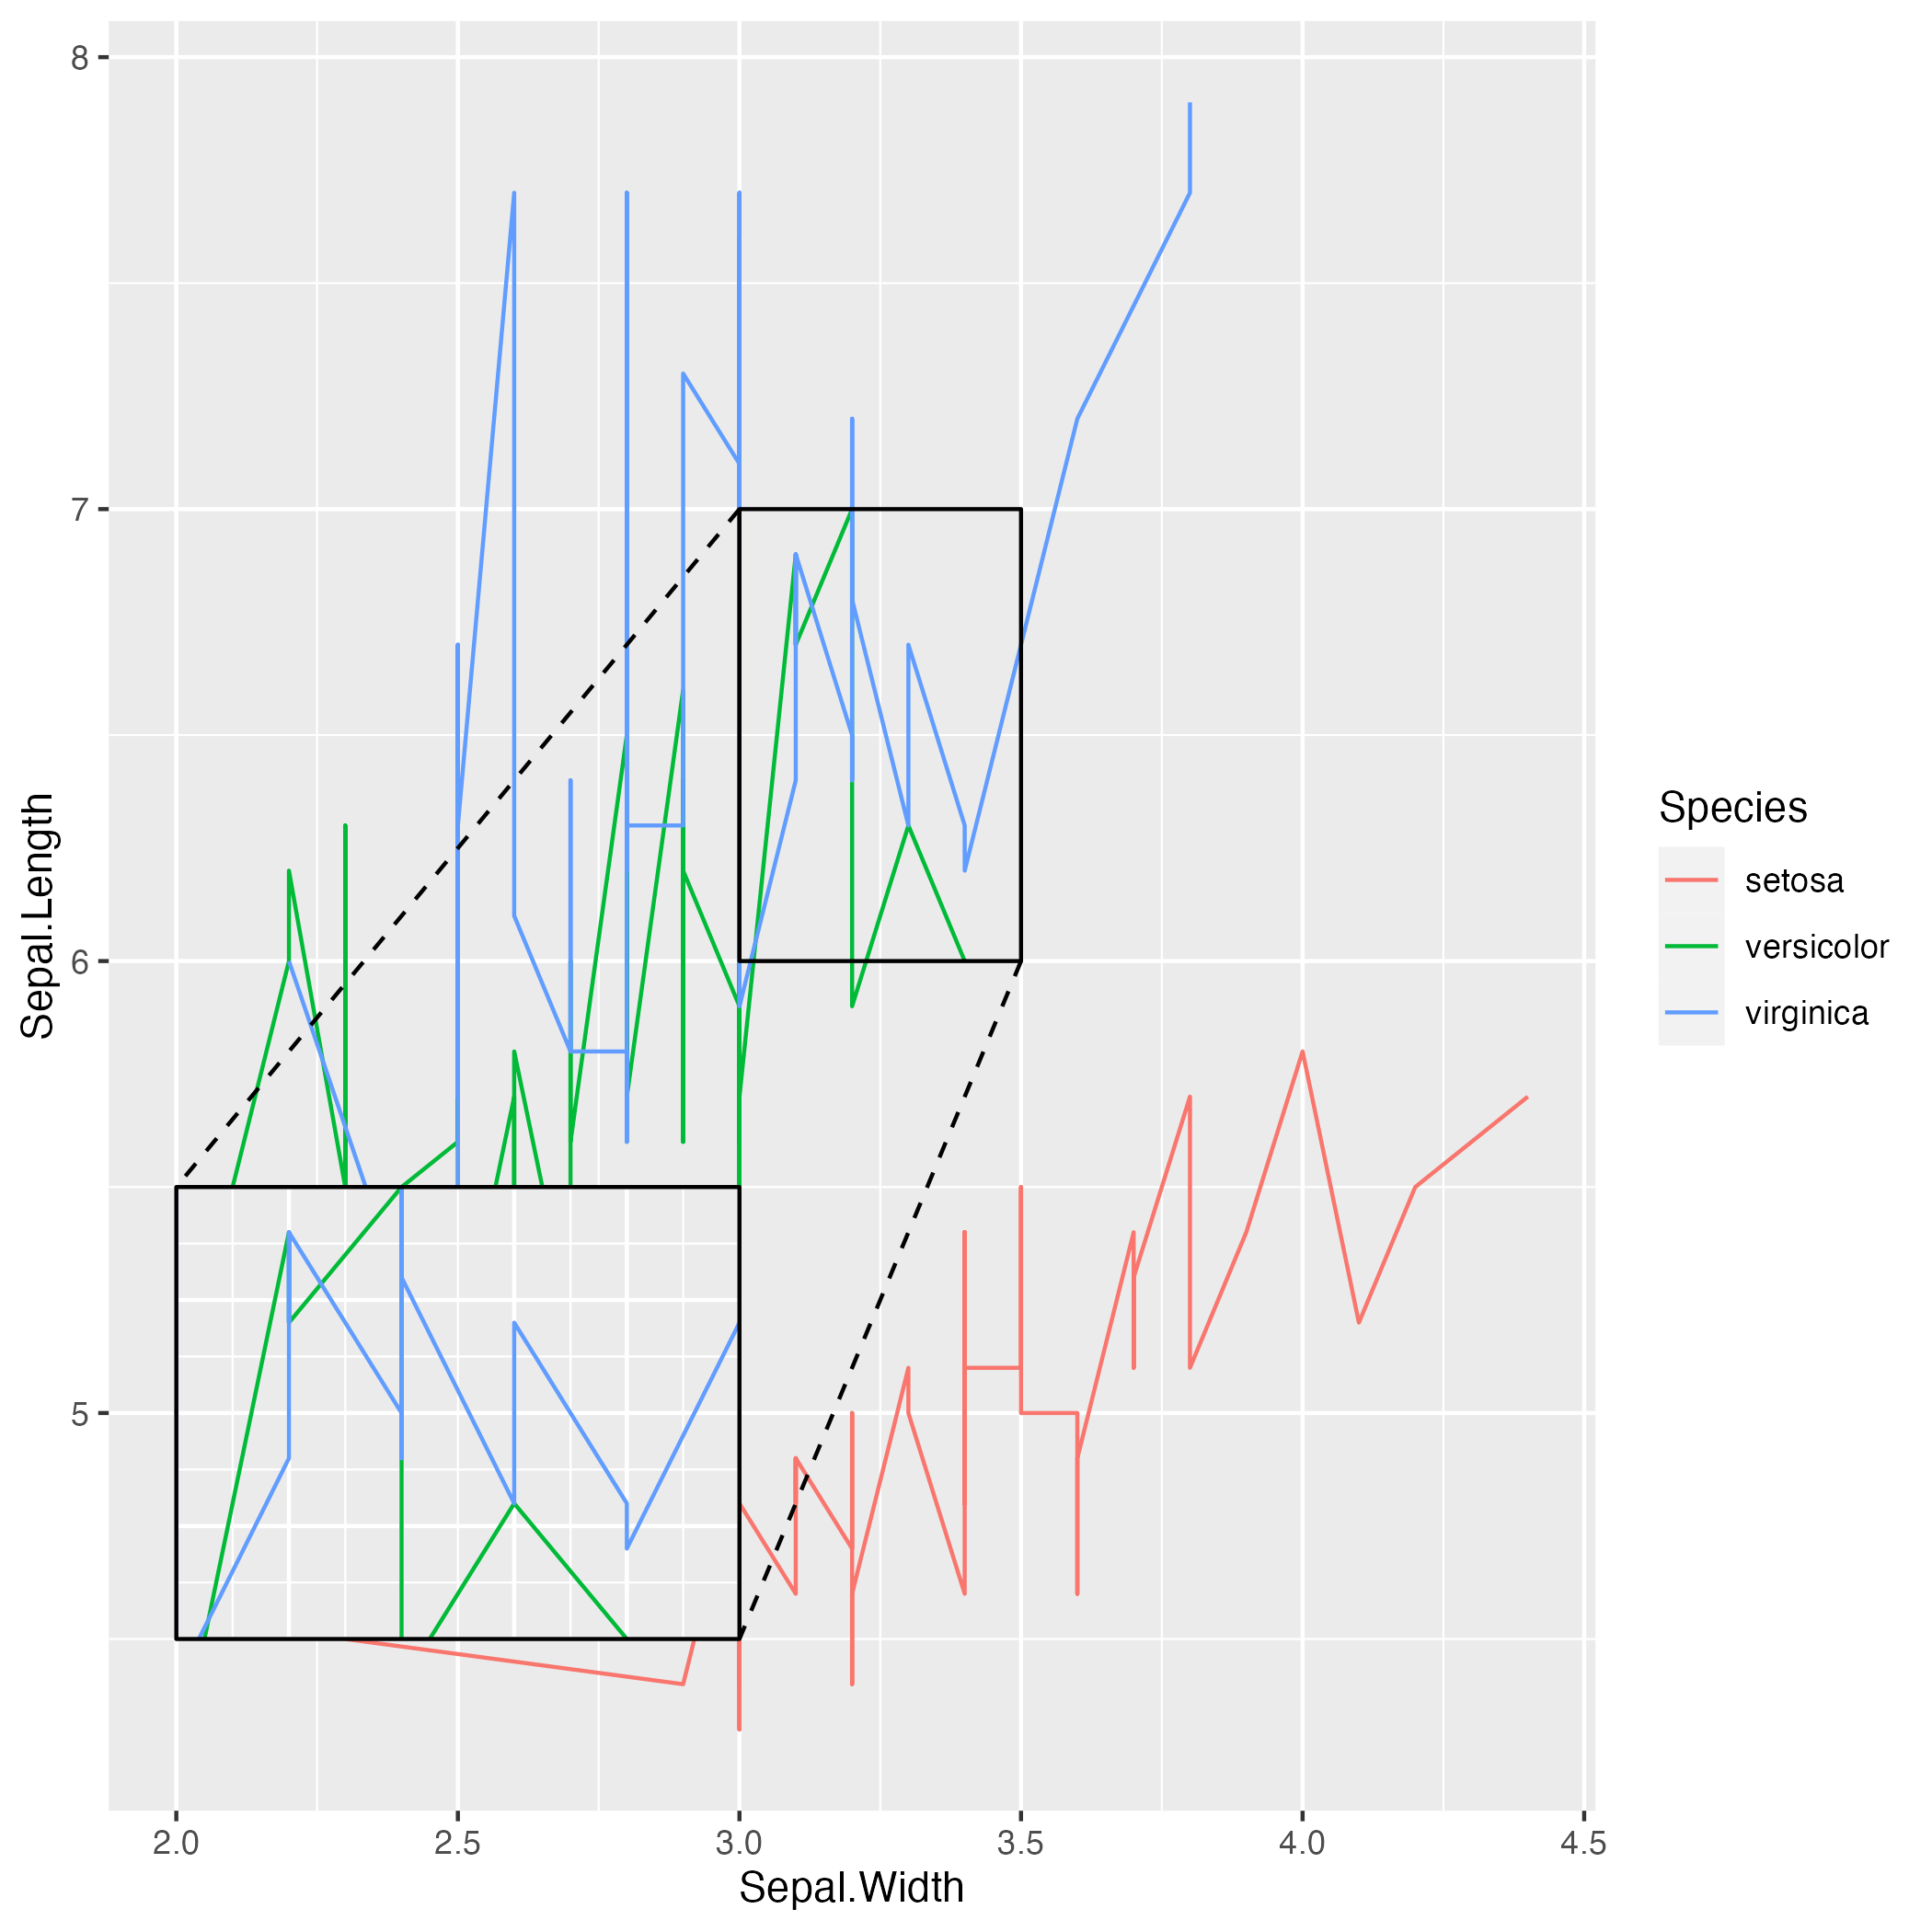 8
7
6
5
Sepal.Length
2.0 2.5 3.0 3.5 4.0 4.5
Sepal.Width
Species
setosa
versicolor
virginica